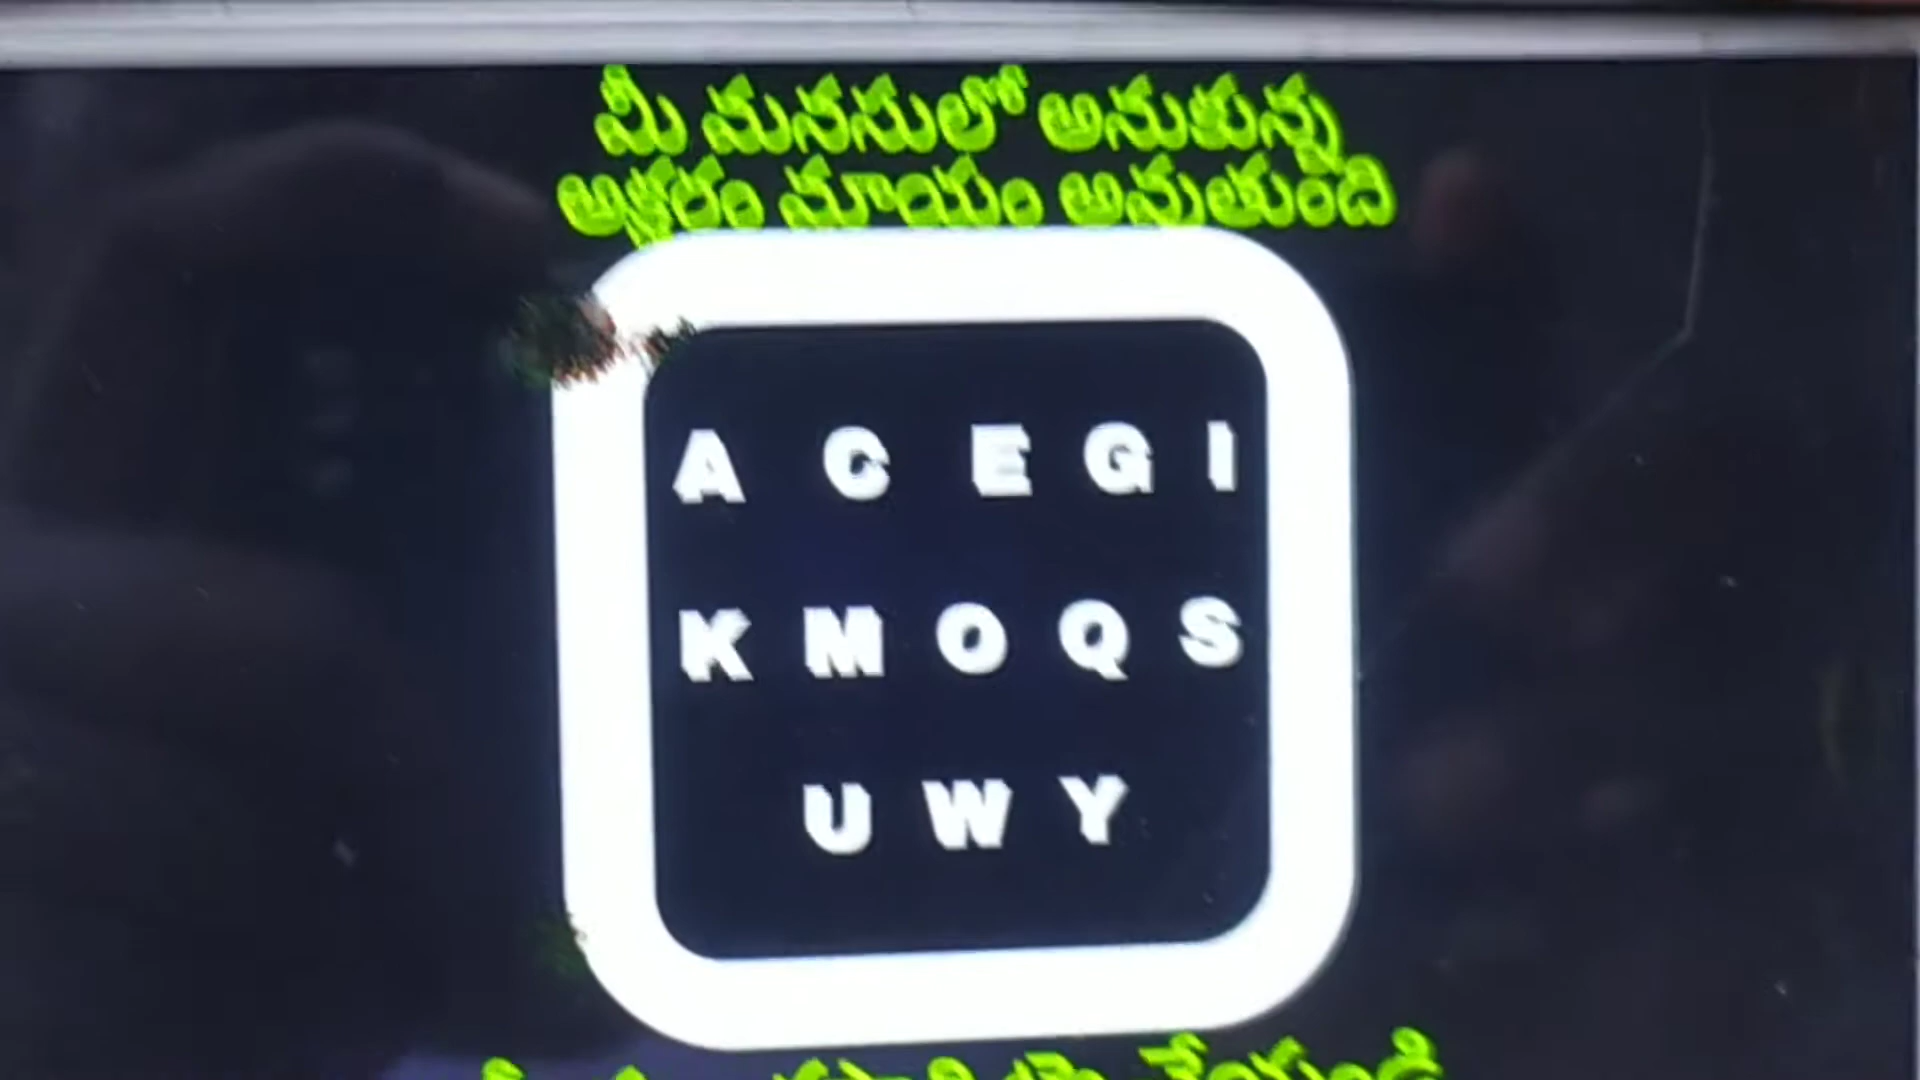 మీ మనసులో అనుకున్న
అక్షరం మాయం అవుతుంది
A C E G I
K M O Q S
U W Y